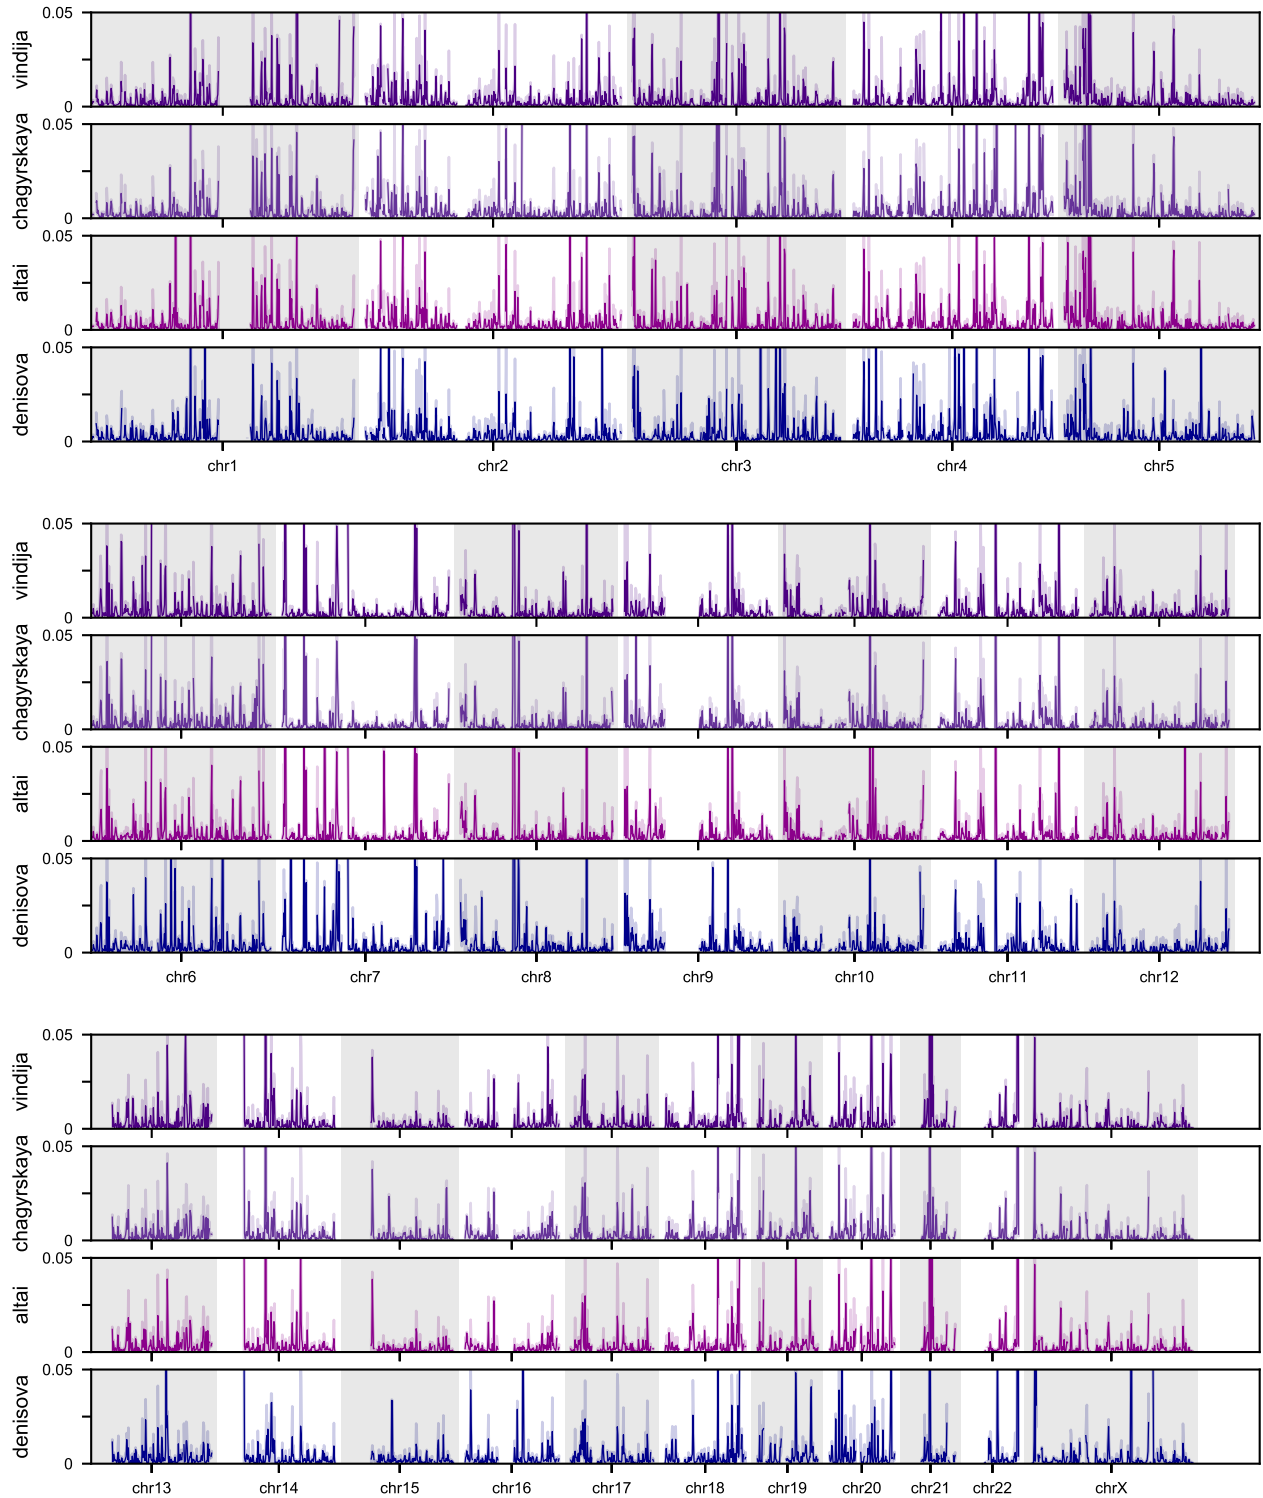 0.05
vindija
0
0.05
chagyrskaya
0
0.05
altai
0
0.05
denisova
0
chr1 chr2 chr3 chr4 chr5
0.05
vindija
0
0.05
chagyrskaya
0
0.05
altai
0
0.05
denisova
0
chr6 chr7 chr8 chr9 chr10 chr11 chr12
0.05
vindija
0
0.05
chagyrskaya
0
0.05
altai
0
0.05
denisova
0
chr13 chr14 chr15 chr16 chr17 chr18 chr19 chr20 chr21 chr22 chrX